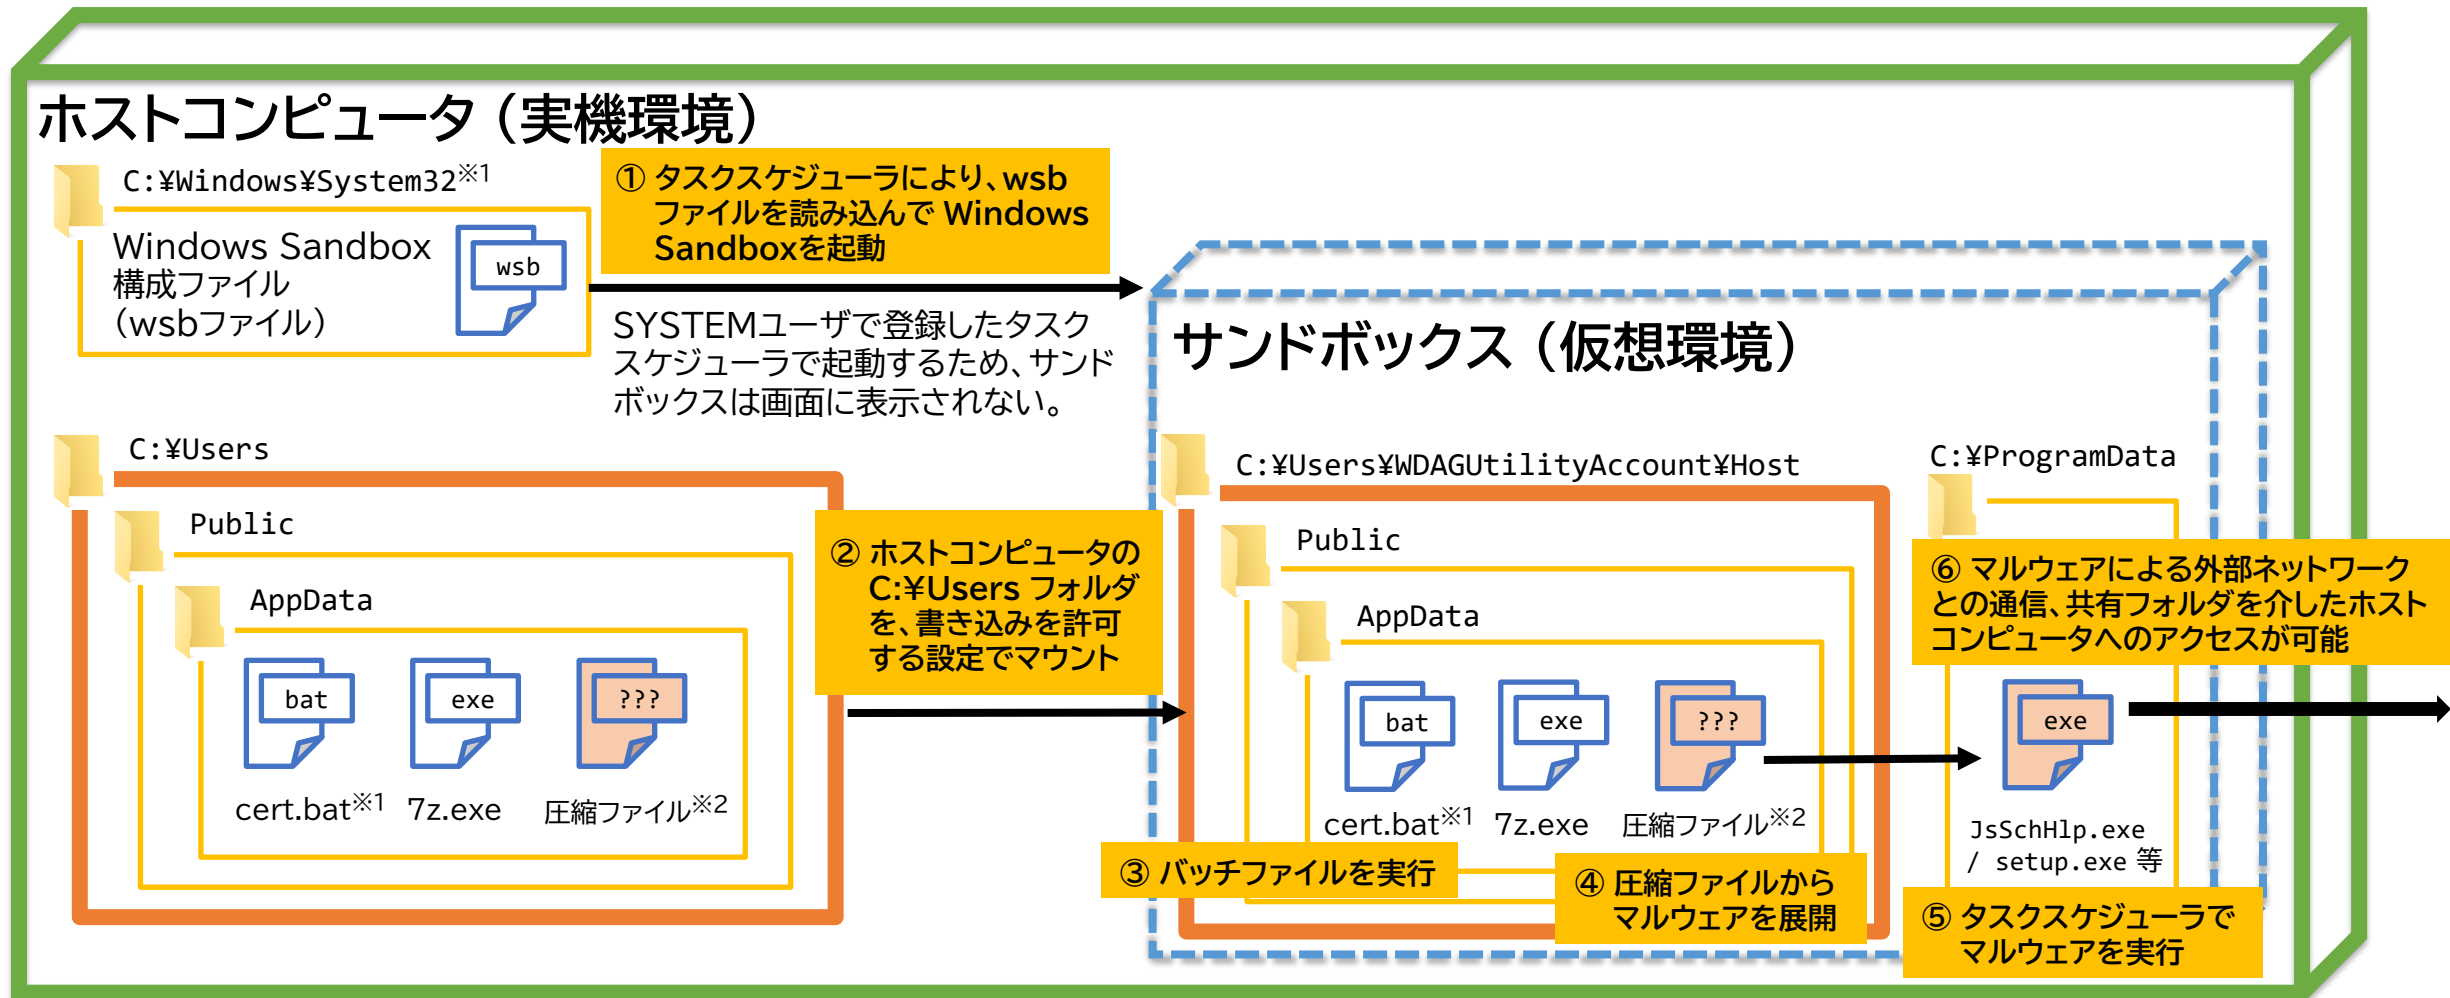 ホストコンピュータ（実機環境）
C:¥Windows¥System32※1
Windows Sandbox
構成ファイル
（wsbファイル）
wsb
① タスクスケジューラにより、wsb
ファイルを読み込んで Windows
Sandboxを起動
SYSTEMユーザで登録したタスク
スケジューラで起動するため、サンド
ボックスは画面に表示されない。
C:¥Users
Public
AppData
bat
exe
???
cert.bat※1
7z.exe
圧縮ファイル※2
② ホストコンピュータの
C:¥Users フォルダ
を、書き込みを許可
する設定でマウント
サンドボックス（仮想環境）
C:¥Users¥WDAGUtilityAccount¥Host
Public
AppData
bat
exe
???
cert.bat※1
7z.exe
圧縮ファイル※2
③ バッチファイルを実行
④ 圧縮ファイルから
マルウェアを展開
C:¥ProgramData
⑥ マルウェアによる外部ネットワーク
との通信、共有フォルダを介したホスト
コンピュータへのアクセスが可能
exe
JsSchHlp.exe
/ setup.exe 等
⑤ タスクスケジューラで
マルウェアを実行